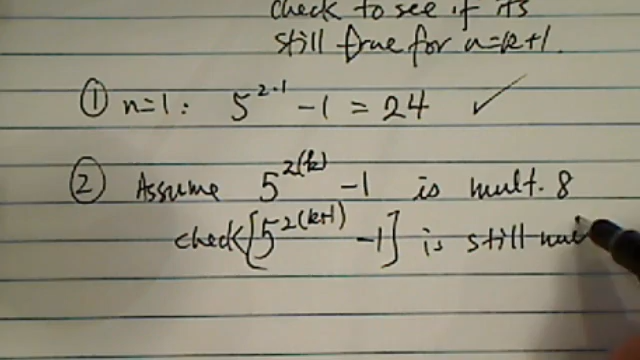 check to see if its
still true for n=k+1.
① n=1: 5^{2·1} - 1 = 24 ✓
② Assume 5^{2(k)} - 1 is mult. 8
check [5^{2(k+1)} - 1] is still